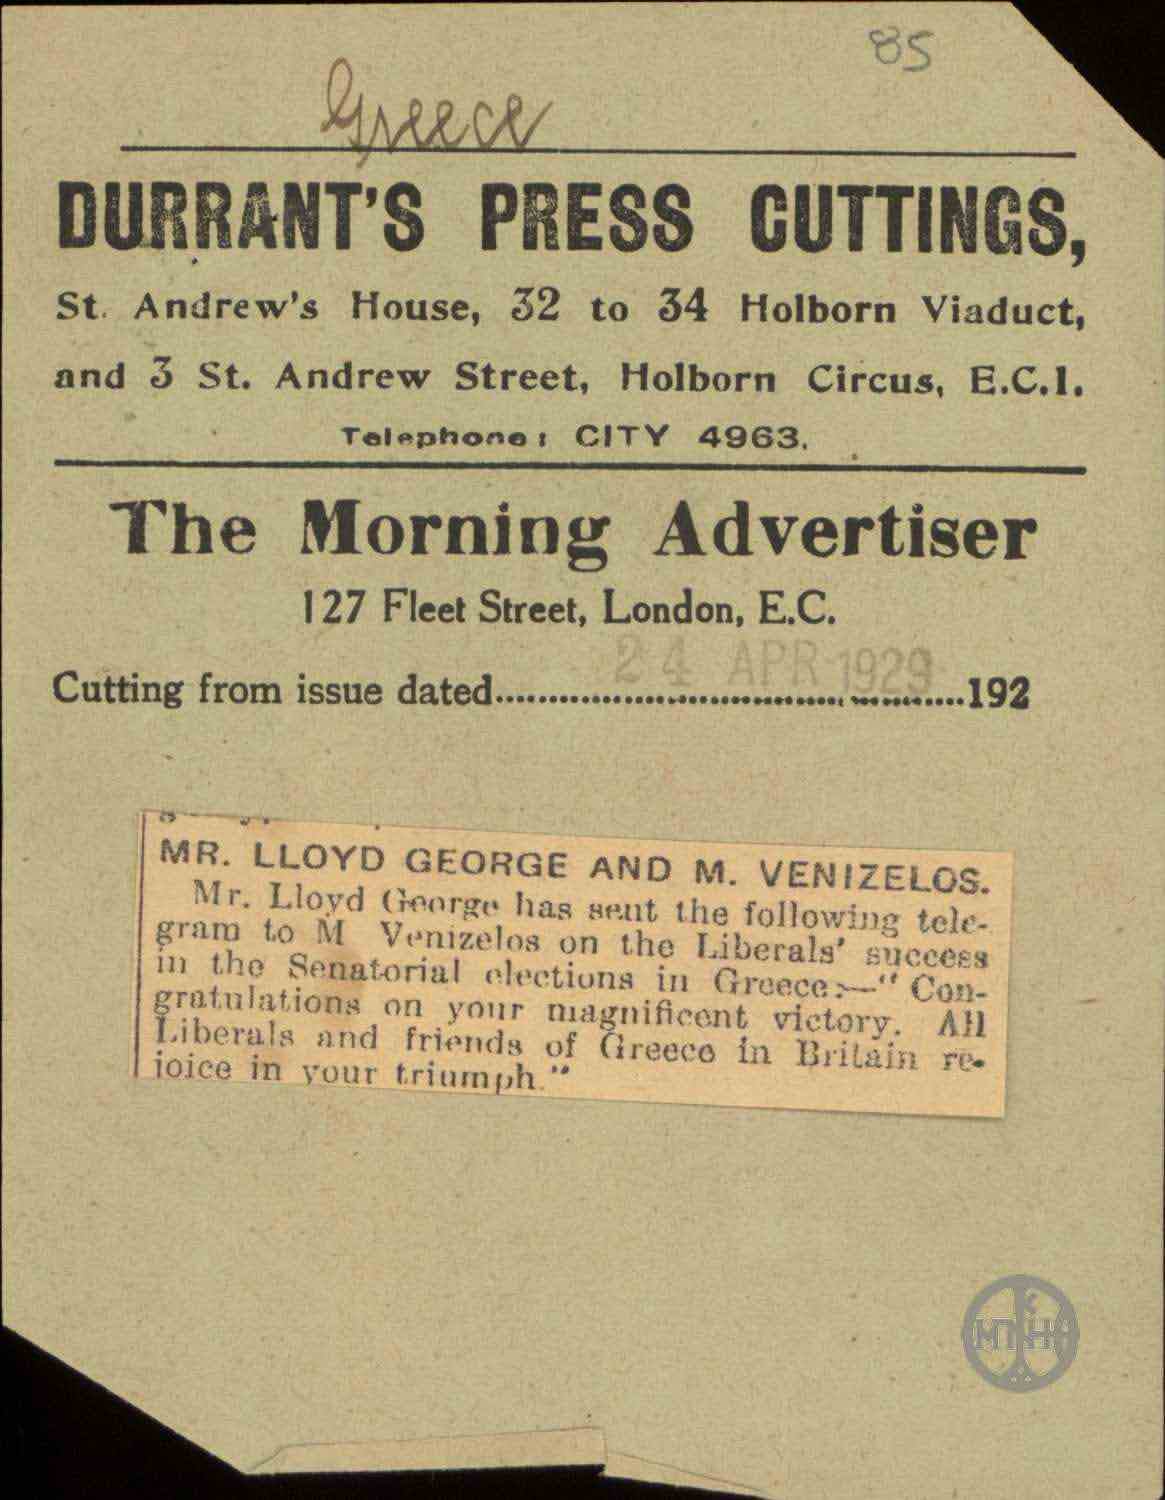 85
Greece
DURRANT'S PRESS CUTTINGS,
St. Andrew's House, 32 to 34 Holborn Viaduct,
and 3 St. Andrew Street, Holborn Circus, E.C.1.
Telephone: CITY 4963.
The Morning Advertiser
127 Fleet Street, London, E.C.
24 APR 1929
Cutting from issue dated..........................................192
MR. LLOYD GEORGE AND M. VENIZELOS.
Mr. Lloyd George has sent the following tele-
gram to M Venizelos on the Liberals' success
in the Senatorial elections in Greece:—"Con-
gratulations on your magnificent victory. All
Liberals and friends of Greece in Britain re-
joice in your triumph."